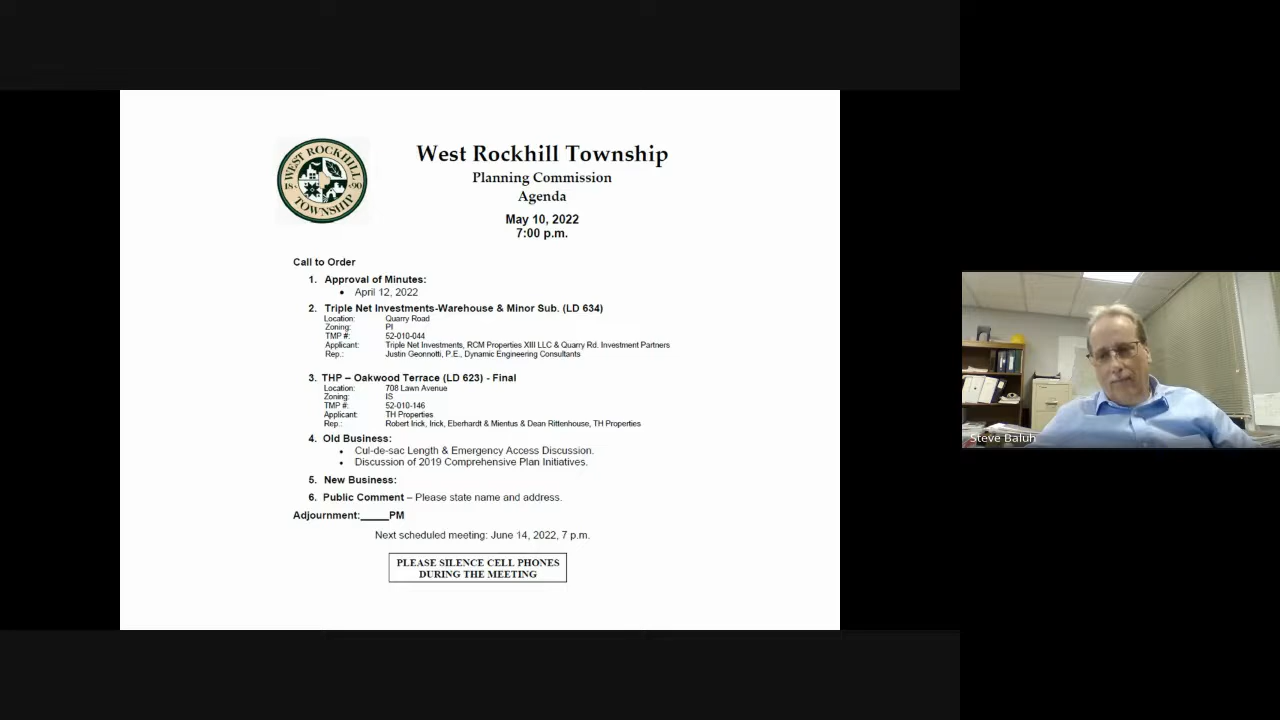 WEST ROCKHILL
18 90
TOWNSHIP
West Rockhill Township
Planning Commission
Agenda
May 10, 2022
7:00 p.m.
Call to Order
1. Approval of Minutes:
• April 12, 2022
2. Triple Net Investments-Warehouse & Minor Sub. (LD 634)
Location: Quarry Road
Zoning: PI
TMP #: 52-010-044
Applicant: Triple Net Investments, RCM Properties XIII LLC & Quarry Rd. Investment Partners
Rep.: Justin Geonnotti, P.E., Dynamic Engineering Consultants
3. THP – Oakwood Terrace (LD 623) - Final
Location: 708 Lawn Avenue
Zoning: IS
TMP #: 52-010-146
Applicant: TH Properties
Rep.: Robert Irick, Irick, Eberhardt & Mientus & Dean Rittenhouse, TH Properties
4. Old Business:
• Cul-de-sac Length & Emergency Access Discussion.
• Discussion of 2019 Comprehensive Plan Initiatives.
5. New Business:
6. Public Comment – Please state name and address.
Adjournment:_____PM
Next scheduled meeting: June 14, 2022, 7 p.m.
PLEASE SILENCE CELL PHONES
DURING THE MEETING
Steve Baluh